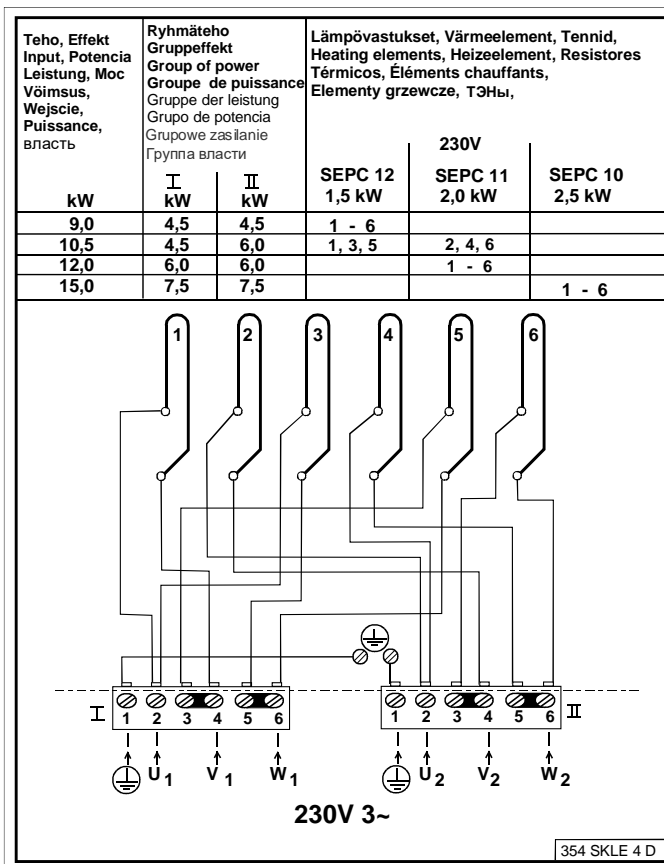 Teho, Effekt
Input, Potencia
Leistung, Moc
Vöimsus,
Wejscie,
Puissance,
власть
kW
Ryhmäteho
Gruppeffekt
Group of power
Groupe de puissance
Gruppe der leistung
Grupo de potencia
Grupowe zasilanie
Группа власти
I II
kW kW
Lämpövastukset, Värmeelement, Tennid,
Heating elements, Heizeelement, Resistores
Térmicos, Éléments chauffants,
Elementy grzewcze, ТЭНы,
230V
SEPC 12 SEPC 11 SEPC 10
1,5 kW 2,0 kW 2,5 kW
9,0 4,5 4,5 1 - 6
10,5 4,5 6,0 1, 3, 5 2, 4, 6
12,0 6,0 6,0 1 - 6
15,0 7,5 7,5 1 - 6
1 2 3 4 5 6
I 1 2 3 4 5 6 1 2 3 4 5 6 II
U1 V1 W1 U2 V2 W2
230V 3~
354 SKLE 4 D